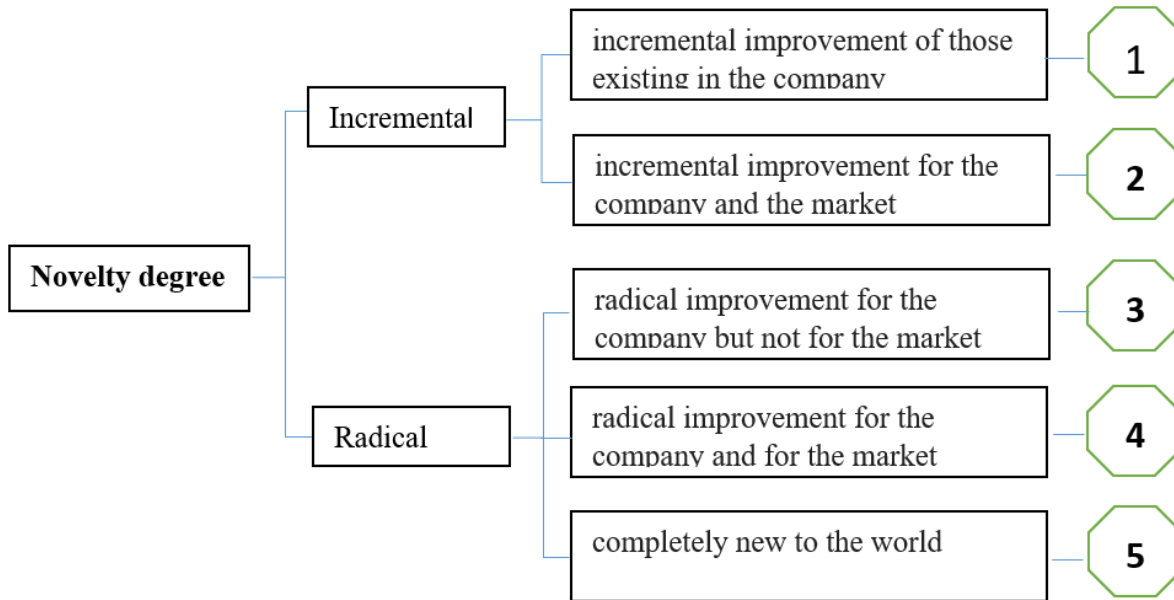 incremental improvement of those
existing in the company
1
Incremental
incremental improvement for the
company and the market
2
Novelty degree
radical improvement for the
company but not for the market
3
Radical
radical improvement for the
company and for the market
4
completely new to the world
5